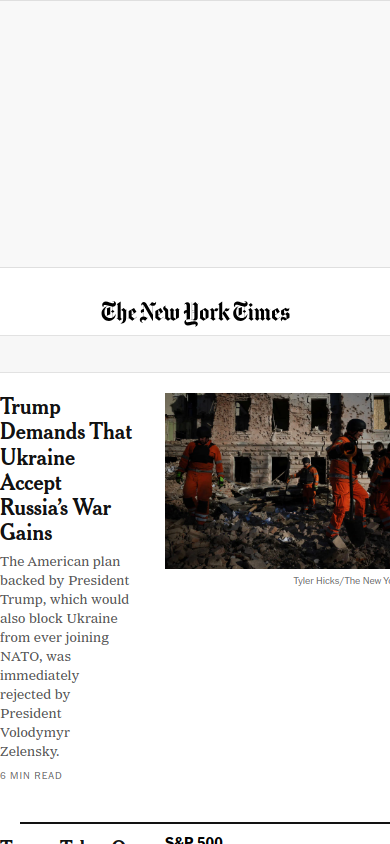 The New York Times
Trump
Demands That
Ukraine
Accept
Russia’s War
Gains
The American plan
backed by President
Trump, which would
also block Ukraine
from ever joining
NATO, was
immediately
rejected by
President
Volodymyr
Zelensky.
6 MIN READ
Tyler Hicks/The New Yo
S&P 500